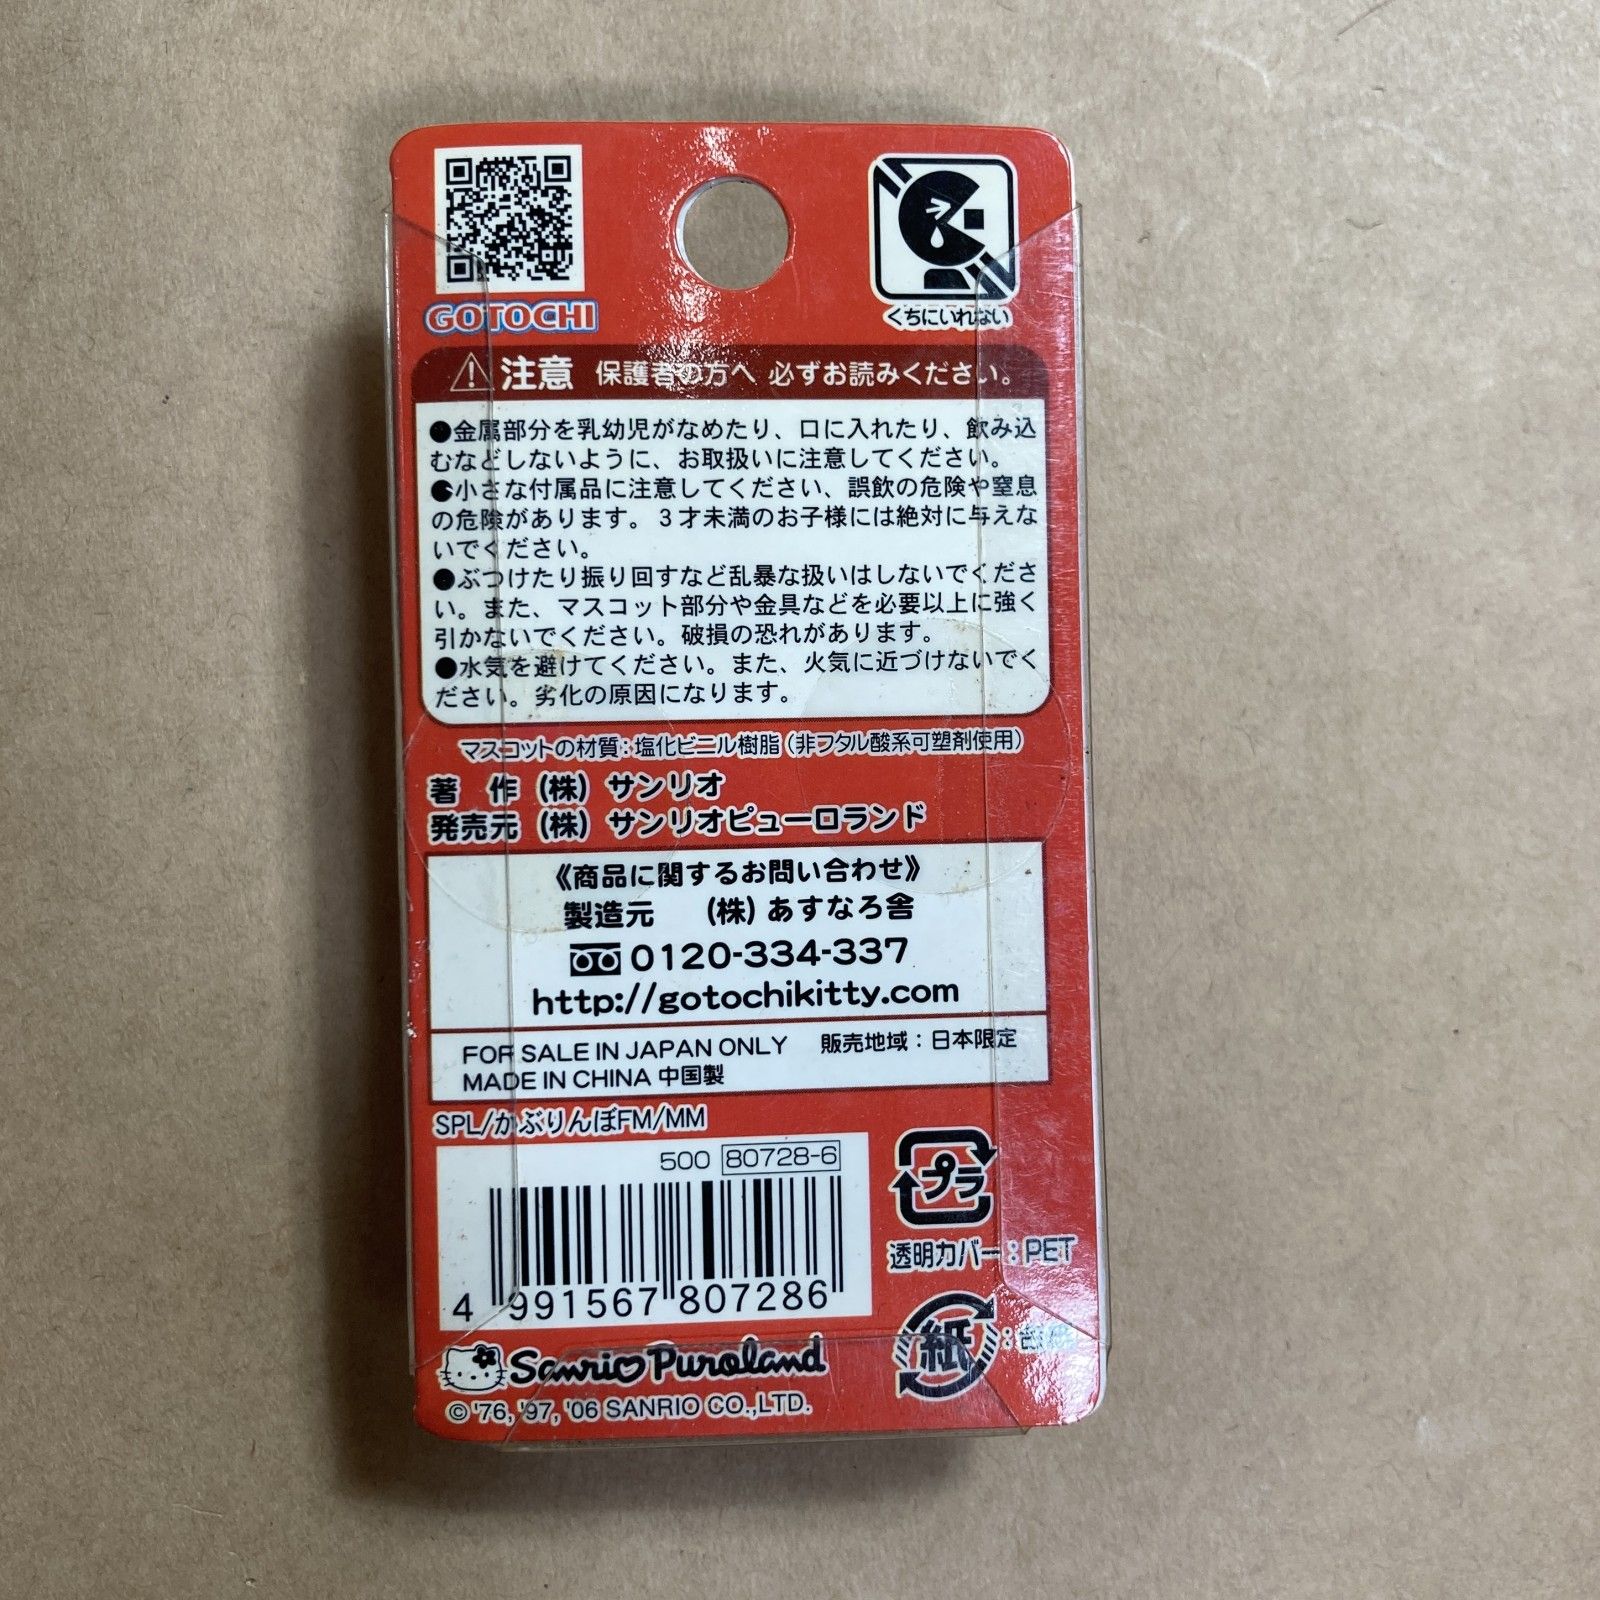 GOTOCHI
くちにいれない
注意 保護者の方へ 必ずお読みください。
●金属部分を乳幼児がなめたり、口に入れたり、飲み込
むなどしないように、お取扱いに注意してください。
●小さな付属品に注意してください、誤飲の危険や窒息
の危険があります。3才未満のお子様には絶対に与えな
いでください。
●ぶつけたり振り回すなど乱暴な扱いはしないでくださ
い。また、マスコット部分や金具などを必要以上に強く
引かないでください。破損の恐れがあります。
●水気を避けてください。また、火気に近づけないでく
ださい。劣化の原因になります。
マスコットの材質:塩化ビニル樹脂(非フタル酸系可塑剤使用)
著 作 (株) サンリオ
発売元 (株) サンリオピューロランド
《商品に関するお問い合わせ》
製造元 (株) あすなろ舎
0120-334-337
http://gotochikitty.com
FOR SALE IN JAPAN ONLY 販売地域:日本限定
MADE IN CHINA 中国製
SPL/かぶりんぼFM/MM
500 80728-6
4 991567 807286
プラ
透明カバー:PET
紙
Sanrio Puroland
© '76, '97, '06 SANRIO CO.,LTD.